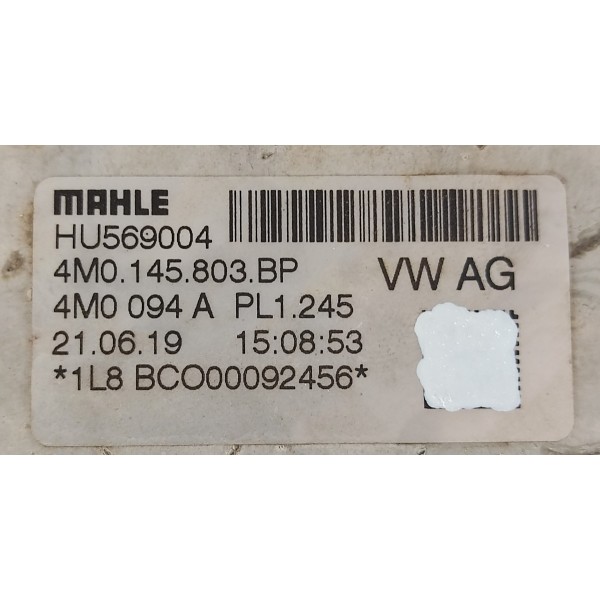 MAHLE
HU569004
4M0.145.803.BP VW AG
4M0 094 A PL1.245
21.06.19 15:08:53
*1L8 BCO00092456*